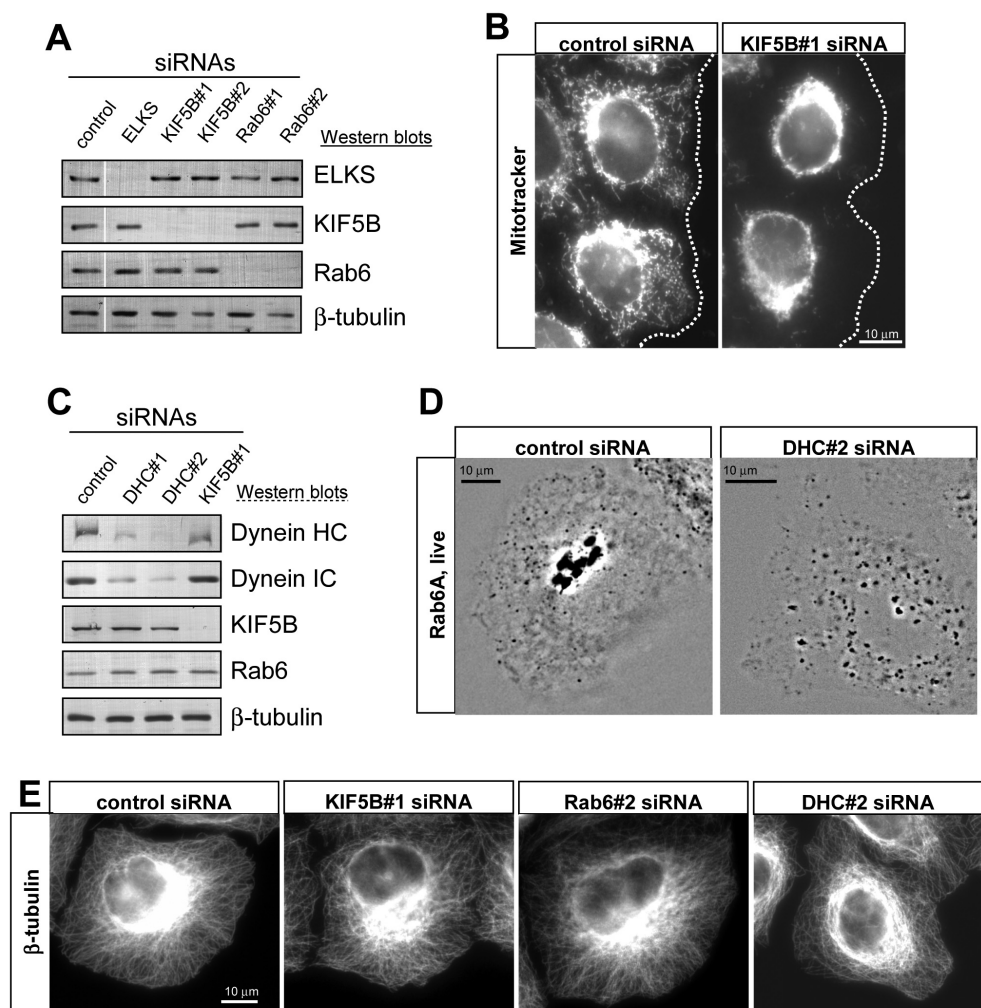 A
siRNAs
control
ELKS
KIF5B#1
KIF5B#2
Rab6#1
Rab6#2
Western blots
ELKS
KIF5B
Rab6
β-tubulin
B
control siRNA
KIF5B#1 siRNA
Mitotracker
10 μm
C
siRNAs
control
DHC#1
DHC#2
KIF5B#1
Western blots
Dynein HC
Dynein IC
KIF5B
Rab6
β-tubulin
D
control siRNA
DHC#2 siRNA
Rab6A, live
10 μm
10 μm
E
control siRNA
KIF5B#1 siRNA
Rab6#2 siRNA
DHC#2 siRNA
β-tubulin
10 μm